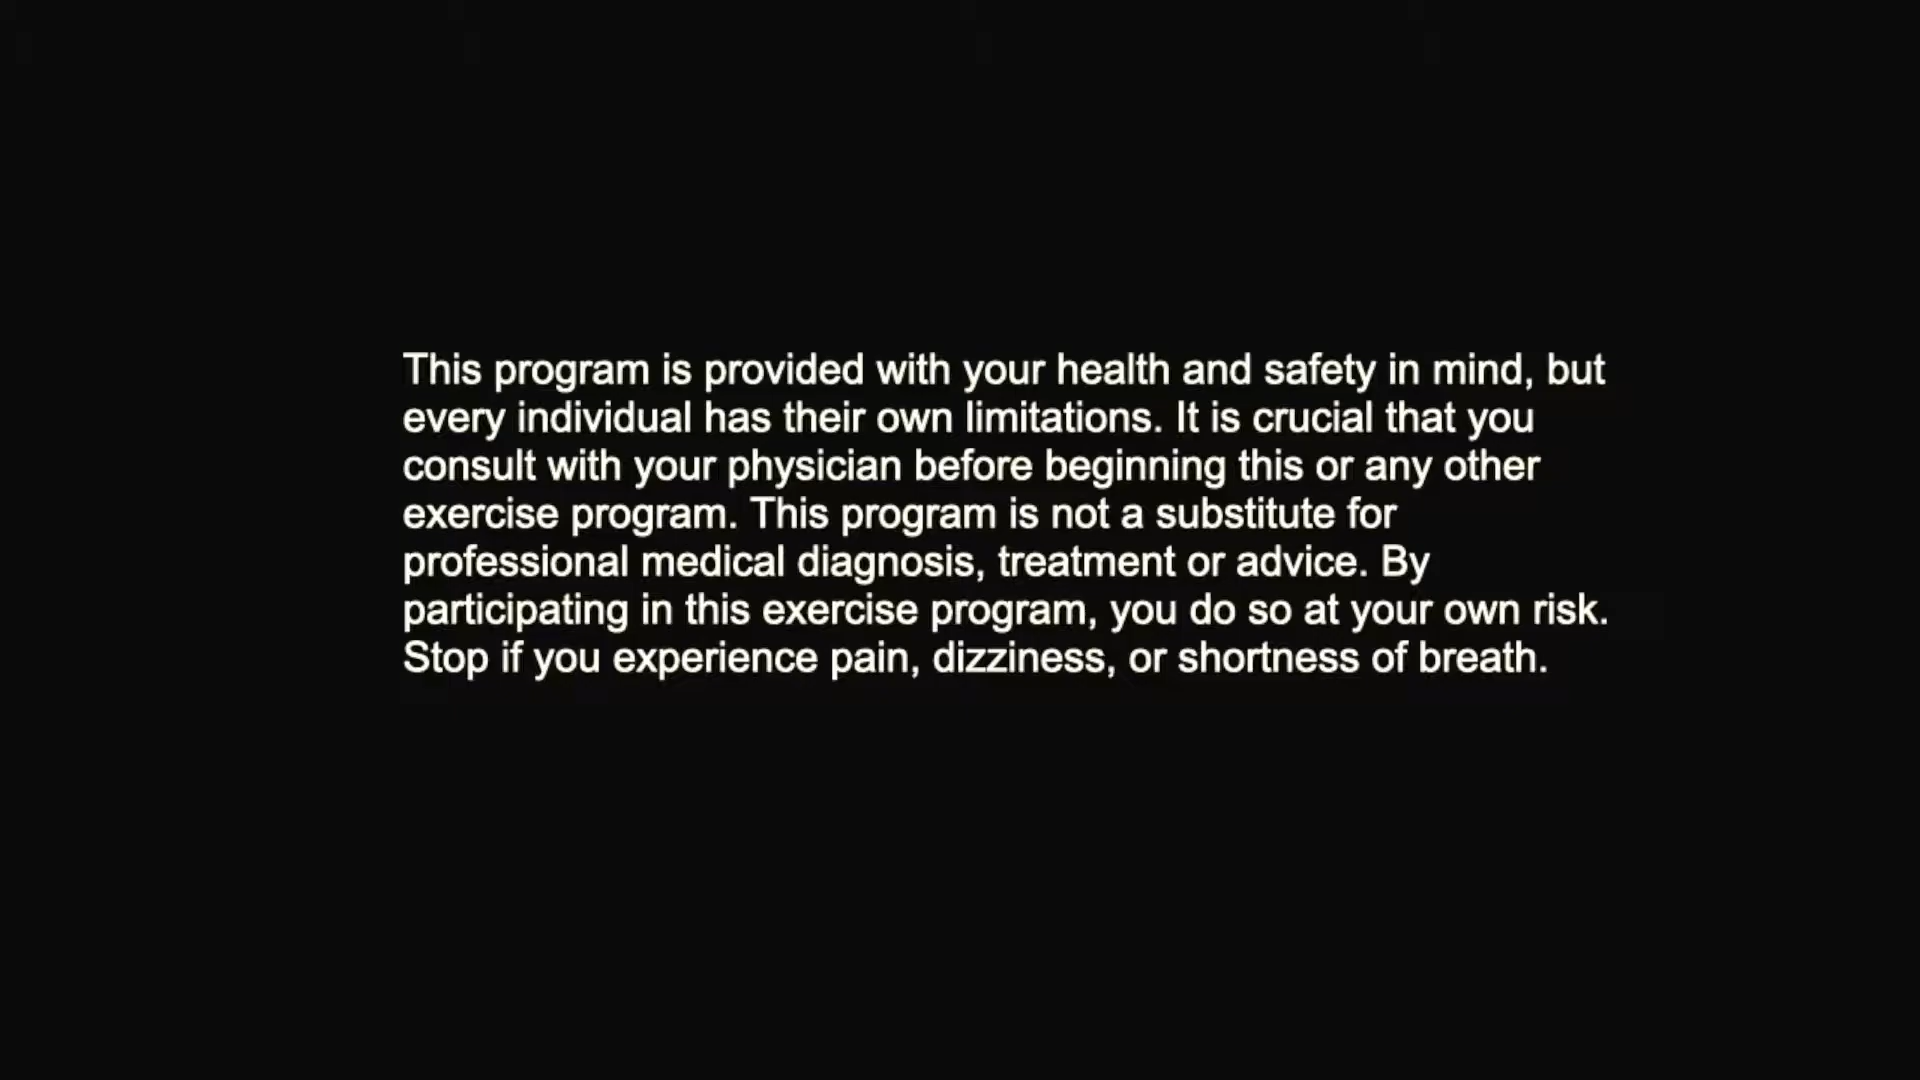 This program is provided with your health and safety in mind, but
every individual has their own limitations. It is crucial that you
consult with your physician before beginning this or any other
exercise program. This program is not a substitute for
professional medical diagnosis, treatment or advice. By
participating in this exercise program, you do so at your own risk.
Stop if you experience pain, dizziness, or shortness of breath.